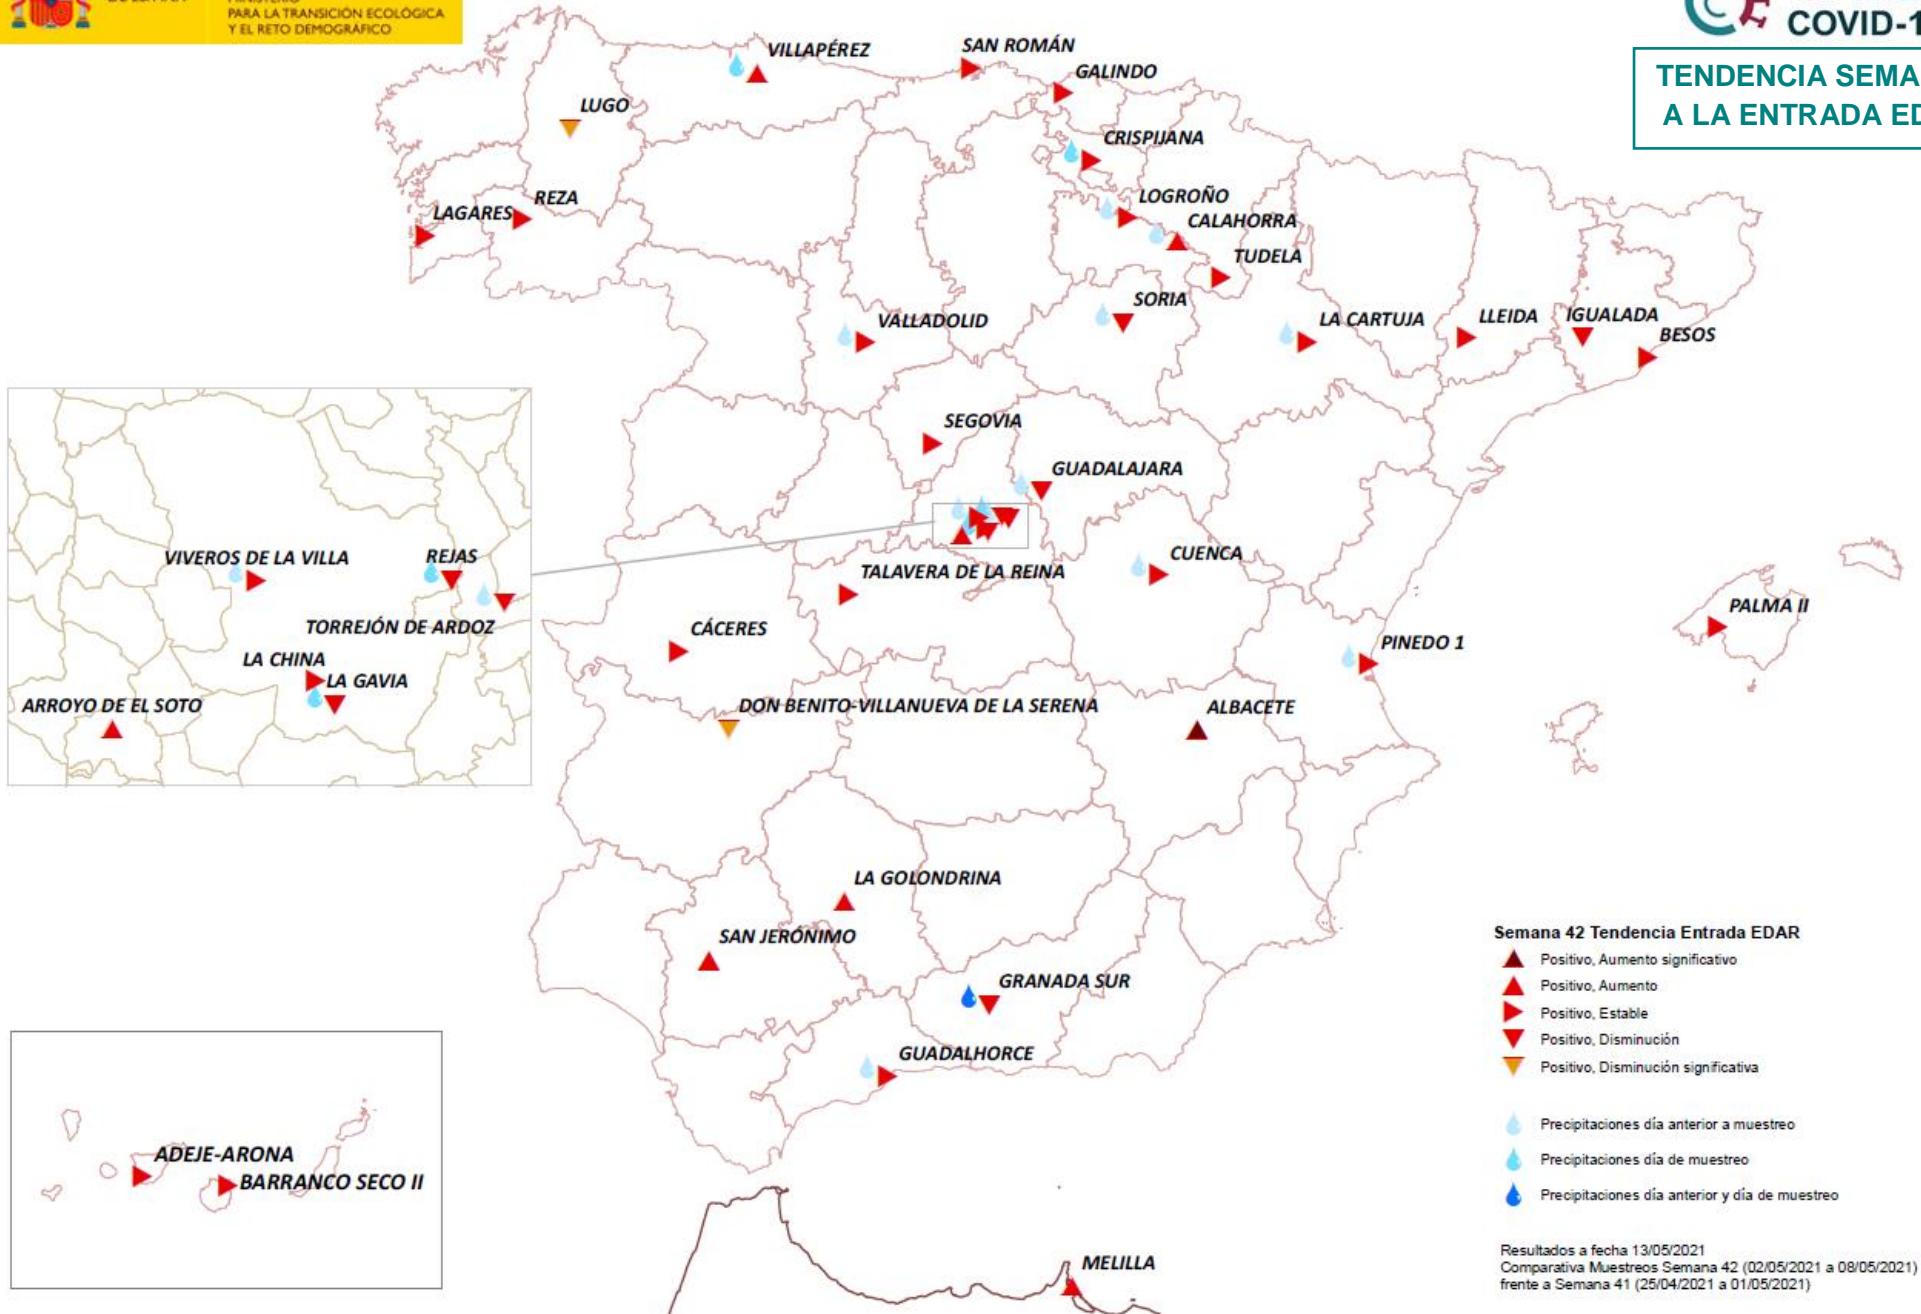 PARA LA TRANSICIÓN ECOLÓGICA
Y EL RETO DEMOGRÁFICO
COVID-1
TENDENCIA SEMA
A LA ENTRADA ED
VILLAPÉREZ
SAN ROMÁN
GALINDO
LUGO
CRISPIJANA
REZA
LAGARES
LOGROÑO
CALAHORRA
TUDELA
SORIA
VALLADOLID
LA CARTUJA
LLEIDA
IGUALADA
BESOS
SEGOVIA
GUADALAJARA
CUENCA
TALAVERA DE LA REINA
CÁCERES
PALMA II
PINEDO 1
DON BENITO-VILLANUEVA DE LA SERENA
ALBACETE
VIVEROS DE LA VILLA
REJAS
TORREJÓN DE ARDOZ
LA CHINA
LA GAVIA
ARROYO DE EL SOTO
LA GOLONDRINA
SAN JERÓNIMO
GRANADA SUR
GUADALHORCE
ADEJE-ARONA
BARRANCO SECO II
MELILLA
Semana 42 Tendencia Entrada EDAR
Positivo, Aumento significativo
Positivo, Aumento
Positivo, Estable
Positivo, Disminución
Positivo, Disminución significativa
Precipitaciones día anterior a muestreo
Precipitaciones día de muestreo
Precipitaciones día anterior y día de muestreo
Resultados a fecha 13/05/2021
Comparativa Muestreos Semana 42 (02/05/2021 a 08/05/2021)
frente a Semana 41 (25/04/2021 a 01/05/2021)